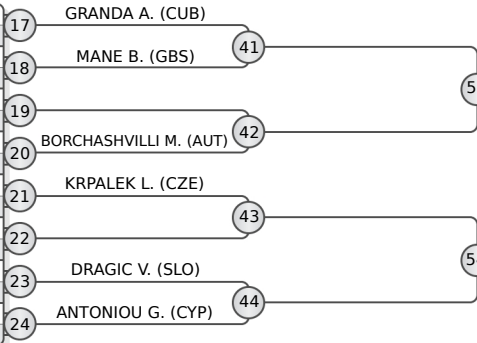 17
GRANDA A. (CUB)
41
18
MANE B. (GBS)
19
42
20
BORCHASHVILLI M. (AUT)
21
KRPALEK L. (CZE)
43
22
23
DRAGIC V. (SLO)
44
24
ANTONIOU G. (CYP)